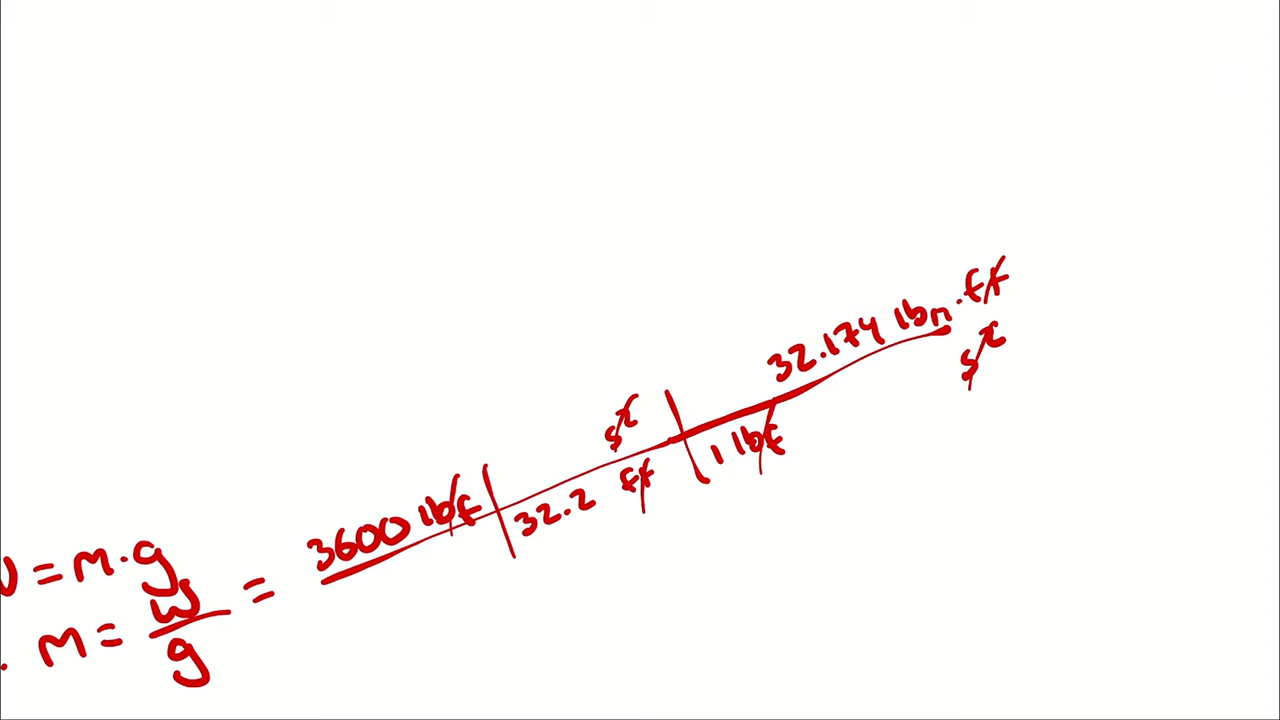 32.174 lbm · ft
s²
s²
3600 lbf 32.2 ft 1 lbf
= m · g
m = w =
g